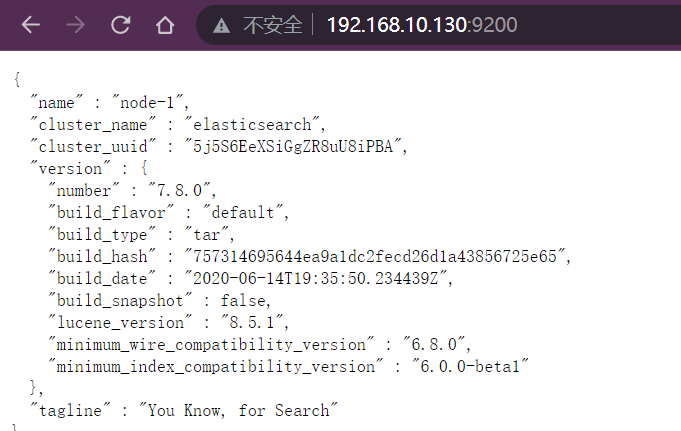 不安全 | 192.168.10.130:9200
{
"name" : "node-1",
"cluster_name" : "elasticsearch",
"cluster_uuid" : "5j5S6EeXSiGgZR8uU8iPBA",
"version" : {
"number" : "7.8.0",
"build_flavor" : "default",
"build_type" : "tar",
"build_hash" : "757314695644ea9a1dc2fecd26d1a43856725e65",
"build_date" : "2020-06-14T19:35:50.234439Z",
"build_snapshot" : false,
"lucene_version" : "8.5.1",
"minimum_wire_compatibility_version" : "6.8.0",
"minimum_index_compatibility_version" : "6.0.0-beta1"
},
"tagline" : "You Know, for Search"
}